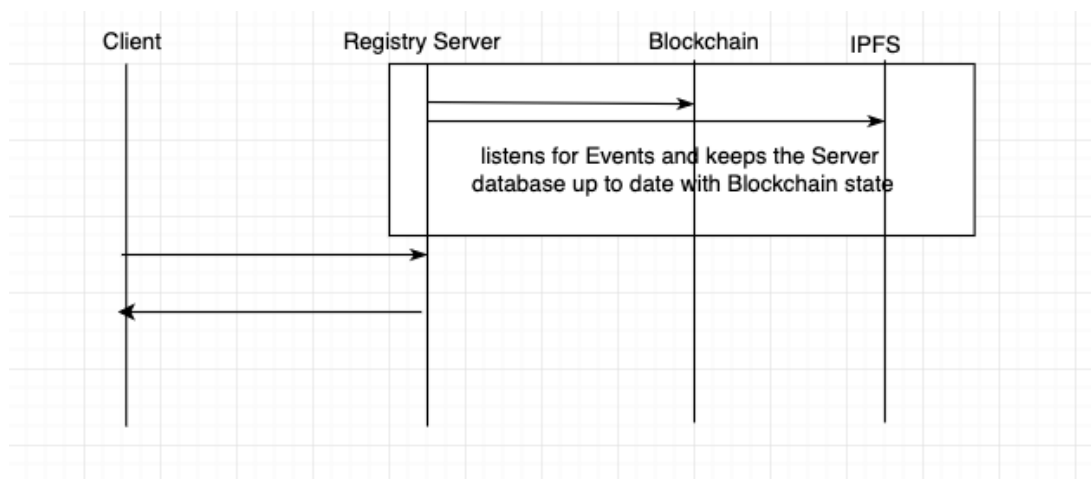 Client
Registry Server
Blockchain
IPFS
listens for Events and keeps the Server
database up to date with Blockchain state